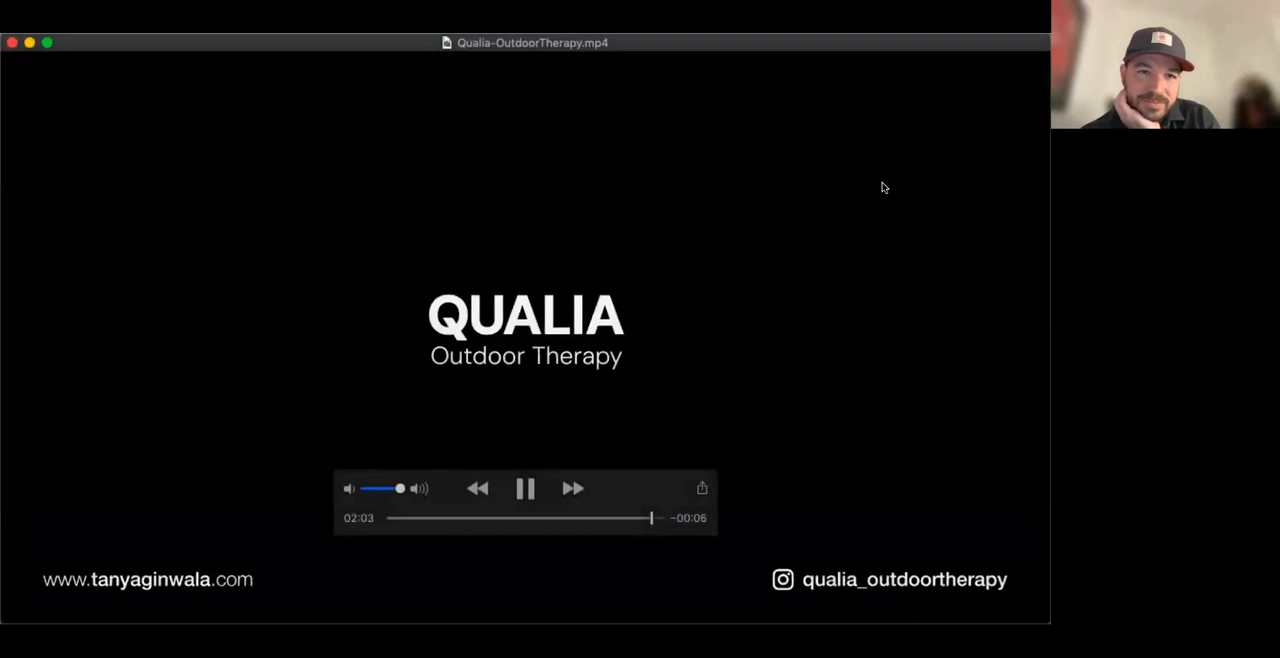 Qualia-OutdoorTherapy.mp4
QUALIA
Outdoor Therapy
02:03
-00:06
www.tanyaginwala.com
qualia_outdoortherapy